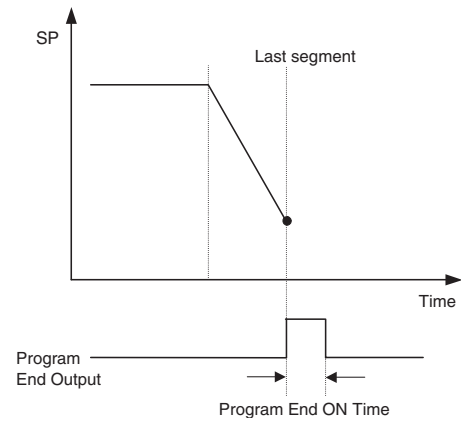 SP
Last segment
Time
Program
End Output
Program End ON Time